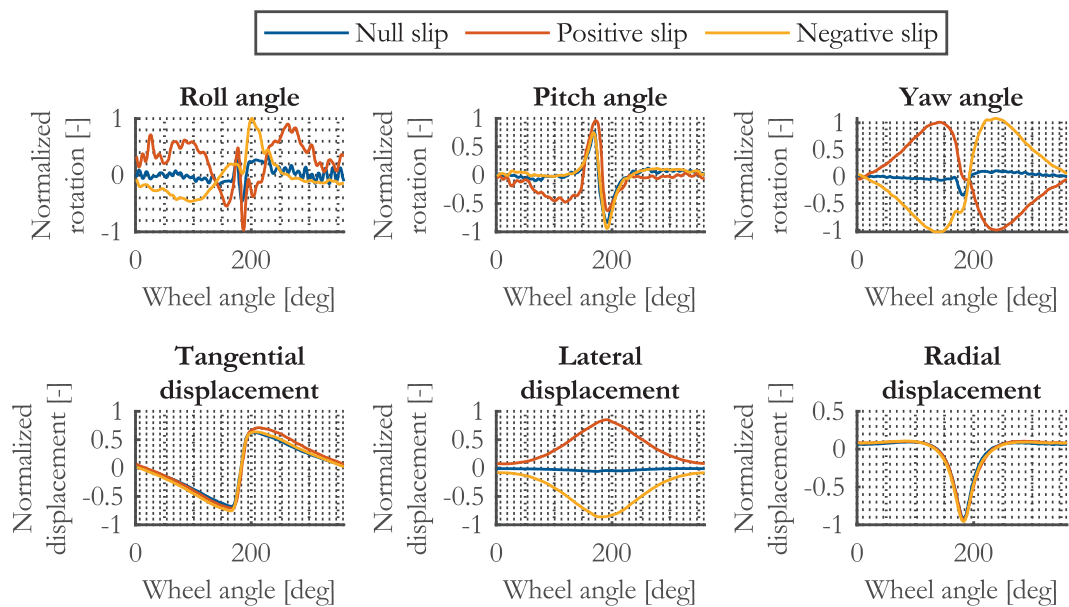 Null slip Positive slip Negative slip
Roll angle
Normalized
rotation [-]
1
0.5
0
-0.5
-1
0 200
Wheel angle [deg]
Pitch angle
Normalized
rotation [-]
1
0.5
0
-0.5
-1
0 200
Wheel angle [deg]
Yaw angle
Normalized
rotation [-]
1
0.5
0
-0.5
-1
0 200
Wheel angle [deg]
Tangential
displacement
Normalized
displacement [-]
1
0.5
0
-0.5
-1
0 200
Wheel angle [deg]
Lateral
displacement
Normalized
displacement [-]
1
0.5
0
-0.5
-1
0 200
Wheel angle [deg]
Radial
displacement
Normalized
displacement [-]
0.5
0
-0.5
-1
0 200
Wheel angle [deg]